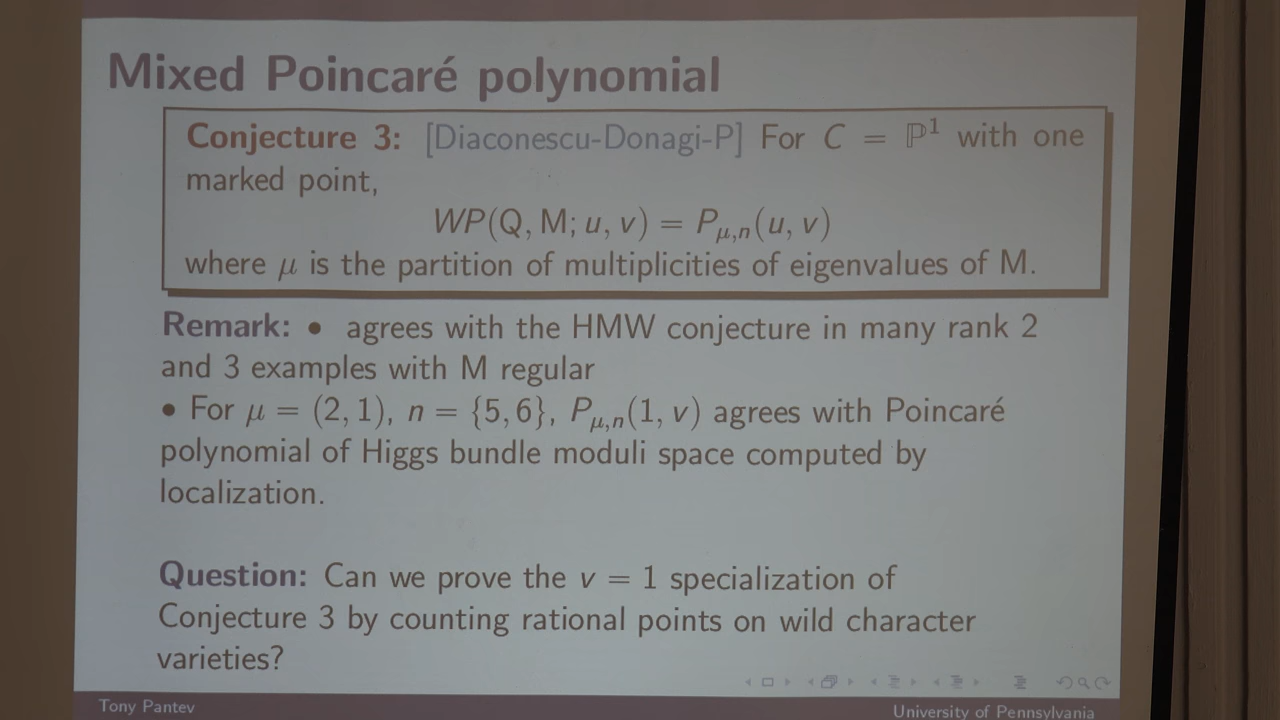 Mixed Poincaré polynomial
Conjecture 3: [Diaconescu-Donagi-P] For C = ℙ¹ with one
marked point,
WP(Q, M; u, v) = P_{μ,n}(u, v)
where μ is the partition of multiplicities of eigenvalues of M.
Remark: • agrees with the HMW conjecture in many rank 2
and 3 examples with M regular
• For μ = (2, 1), n = {5, 6}, P_{μ,n}(1, v) agrees with Poincaré
polynomial of Higgs bundle moduli space computed by
localization.
Question: Can we prove the v = 1 specialization of
Conjecture 3 by counting rational points on wild character
varieties?
Tony Pantev
University of Pennsylvania